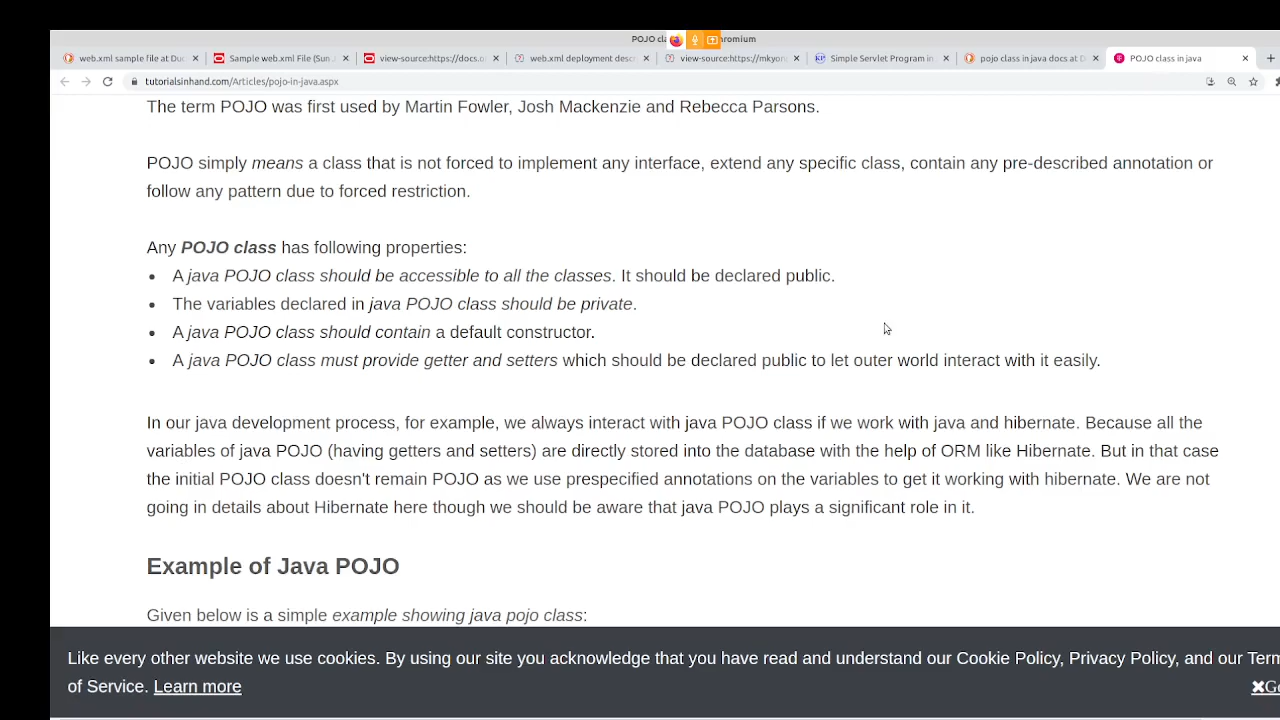 POJO cla romium
web.xml sample file at Duc
Sample web.xml File (Sun J
view-source:https://docs.o
web.xml deployment descr
view-source:https://mkyon
Simple Servlet Program in
pojo class in java docs at D
POJO class in java
tutorialsinhand.com/Articles/pojo-in-java.aspx
The term POJO was first used by Martin Fowler, Josh Mackenzie and Rebecca Parsons.
POJO simply means a class that is not forced to implement any interface, extend any specific class, contain any pre-described annotation or
follow any pattern due to forced restriction.
Any POJO class has following properties:
• A java POJO class should be accessible to all the classes. It should be declared public.
• The variables declared in java POJO class should be private.
• A java POJO class should contain a default constructor.
• A java POJO class must provide getter and setters which should be declared public to let outer world interact with it easily.
In our java development process, for example, we always interact with java POJO class if we work with java and hibernate. Because all the
variables of java POJO (having getters and setters) are directly stored into the database with the help of ORM like Hibernate. But in that case
the initial POJO class doesn't remain POJO as we use prespecified annotations on the variables to get it working with hibernate. We are not
going in details about Hibernate here though we should be aware that java POJO plays a significant role in it.
Example of Java POJO
Given below is a simple example showing java pojo class:
Like every other website we use cookies. By using our site you acknowledge that you have read and understand our Cookie Policy, Privacy Policy, and our Term
of Service. Learn more
✖Go